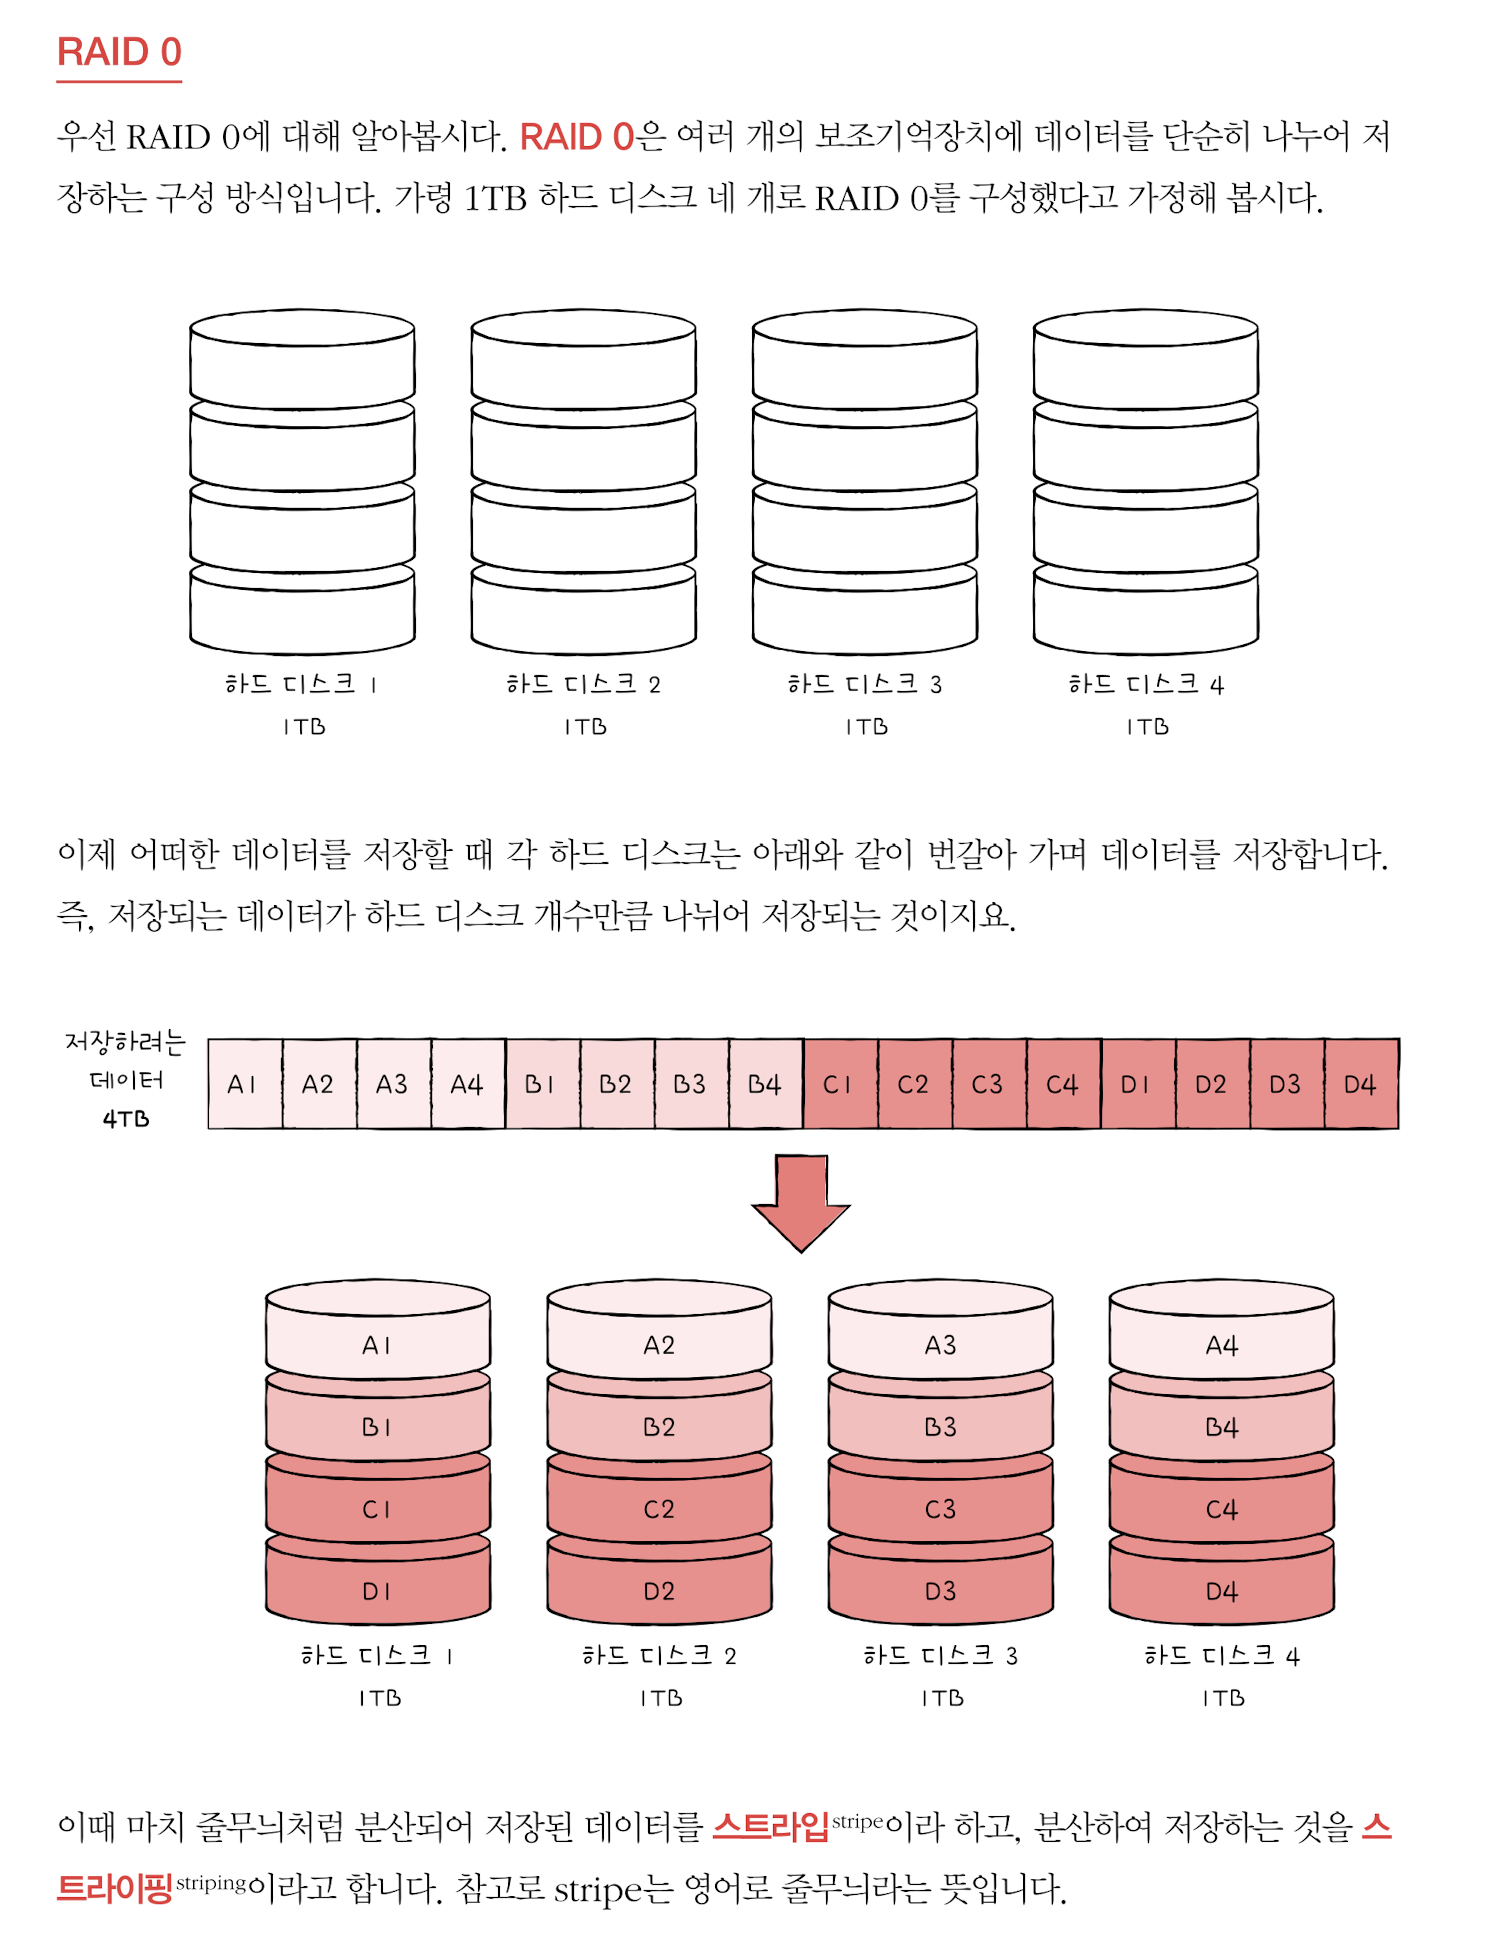 RAID 0
우선 RAID 0에 대해 알아봅시다. RAID 0은 여러 개의 보조기억장치에 데이터를 단순히 나누어 저
장하는 구성 방식입니다. 가령 1TB 하드 디스크 네 개로 RAID 0를 구성했다고 가정해 봅시다.
하드 디스크 1 하드 디스크 2 하드 디스크 3 하드 디스크 4
1TB 1TB 1TB 1TB
이제 어떠한 데이터를 저장할 때 각 하드 디스크는 아래와 같이 번갈아 가며 데이터를 저장합니다.
즉, 저장되는 데이터가 하드 디스크 개수만큼 나뉘어 저장되는 것이지요.
저장하려는
데이터
4TB
A1 A2 A3 A4 B1 B2 B3 B4 C1 C2 C3 C4 D1 D2 D3 D4
A1 A2 A3 A4
B1 B2 B3 B4
C1 C2 C3 C4
D1 D2 D3 D4
하드 디스크 1 하드 디스크 2 하드 디스크 3 하드 디스크 4
1TB 1TB 1TB 1TB
이때 마치 줄무늬처럼 분산되어 저장된 데이터를 스트라입stripe이라 하고, 분산하여 저장하는 것을 스
트라이핑striping이라고 합니다. 참고로 stripe는 영어로 줄무늬라는 뜻입니다.